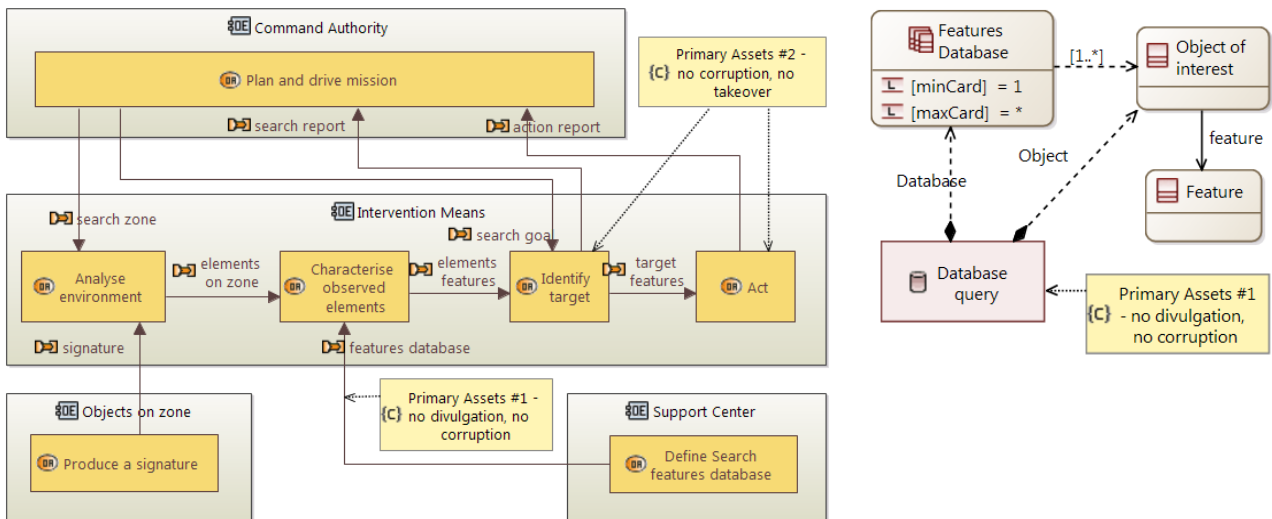 OE Command Authority
OA Plan and drive mission
search report
action report
{C} Primary Assets #2 -
no corruption, no
takeover
OE Intervention Means
search zone
search goal
OA Analyse
environment
elements
on zone
OA Characterise
observed
elements
elements
features
OA Identify
target
target
features
OA Act
signature
features database
OE Objects on zone
OA Produce a signature
{C} Primary Assets #1 -
no divulgation, no
corruption
OE Support Center
OA Define Search
features database
Features
Database
L [minCard] = 1
L [maxCard] = *
[1..*]
Object of
interest
feature
Feature
Database
Object
Database
query
{C} Primary Assets #1
- no divulgation,
no corruption